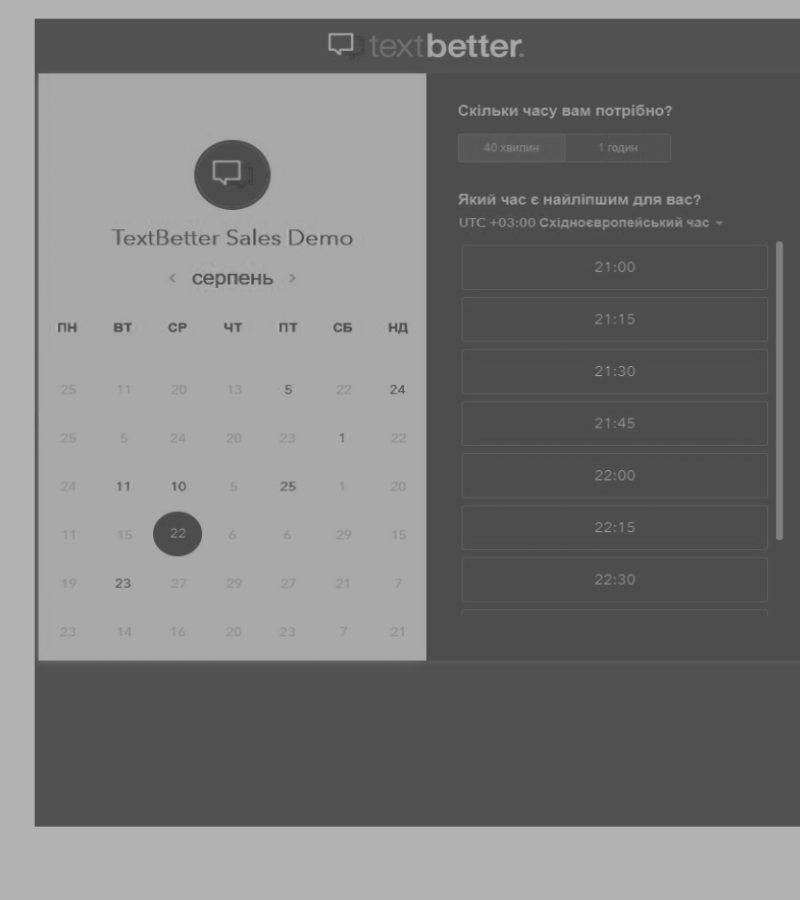 textbetter.
TextBetter Sales Demo
< серпень >
ПН ВТ СР ЧТ ПТ СБ НД
25 11 20 13 5 22 24
25 5 24 20 23 1 22
24 11 10 5 25 1 20
11 15 22 6 6 29 15
19 23 27 29 27 21 7
23 14 16 20 23 7 21
Скільки часу вам потрібно?
40 хвилин 1 годин
Який час є найліпшим для вас?
UTC +03:00 Східноєвропейський час
21:00
21:15
21:30
21:45
22:00
22:15
22:30